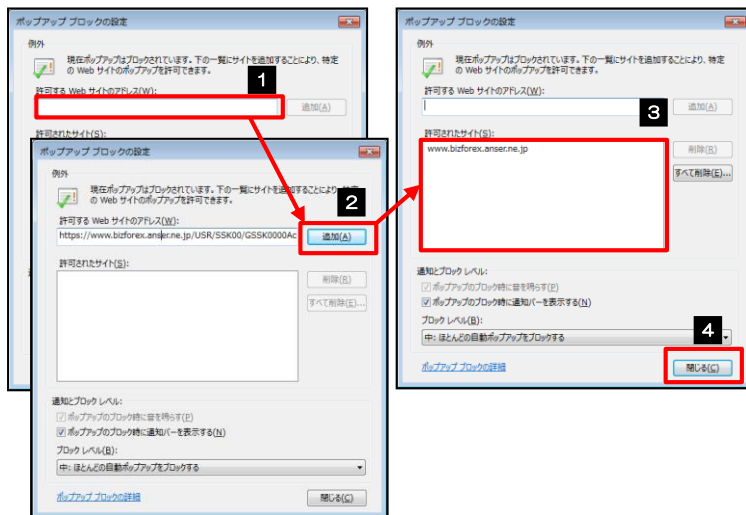 ポップアップ ブロックの設定
例外
現在ポップアップはブロックされています。下の一覧にサイトを追加することにより、特定
の Web サイトのポップアップを許可できます。
許可する Web サイトのアドレス(W):
1
追加(A)
許可されたサイト(S):
ポップアップ ブロックの設定
例外
現在ポップアップはブロックされています。下の一覧にサイトを追加することにより、特定
の Web サイトのポップアップを許可できます。
2
許可する Web サイトのアドレス(W):
https://www.bizforex.anser.ne.jp/USR/SSK00/GSSK0000Ac
追加(A)
許可されたサイト(S):
削除(R)
すべて削除(E)...
通知とブロック レベル:
ポップアップのブロック時に音を鳴らす(P)
ポップアップのブロック時に通知バーを表示する(N)
ブロック レベル(B):
中: ほとんどの自動ポップアップをブロックする
ポップアップ ブロックの詳細
閉じる(C)
ポップアップ ブロックの設定
例外
現在ポップアップはブロックされています。下の一覧にサイトを追加することにより、特定
の Web サイトのポップアップを許可できます。
許可する Web サイトのアドレス(W):
3
追加(A)
許可されたサイト(S):
www.bizforex.anser.ne.jp
削除(R)
すべて削除(E)...
通知とブロック レベル:
ポップアップのブロック時に音を鳴らす(P)
ポップアップのブロック時に通知バーを表示する(N)
ブロック レベル(B):
4
中: ほとんどの自動ポップアップをブロックする
ポップアップ ブロックの詳細
閉じる(C)